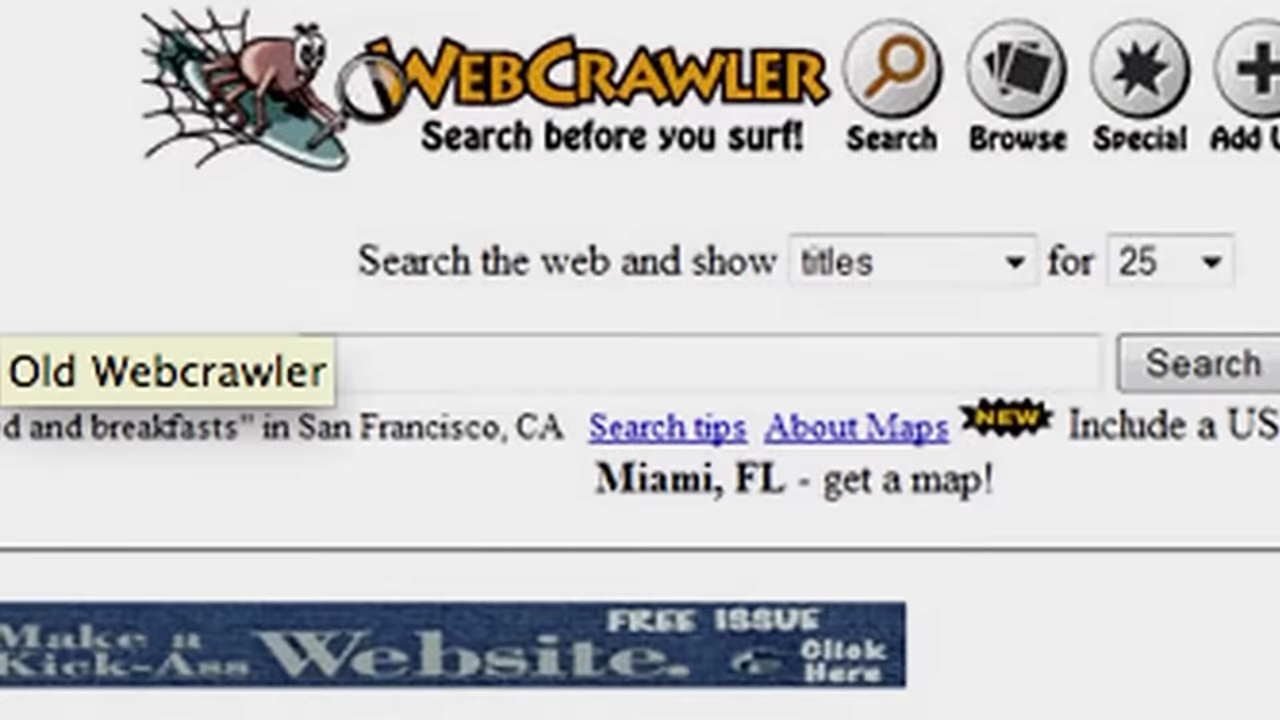 WEBCRAWLER
Search before you surf!
Search Browse Special Add U
Search the web and show titles for 25
Old Webcrawler
Search
d and breakfasts" in San Francisco, CA Search tips About Maps NEW Include a US
Miami, FL - get a map!
Make a
Kick-Ass Website.
FREE ISSUE
Click
Here